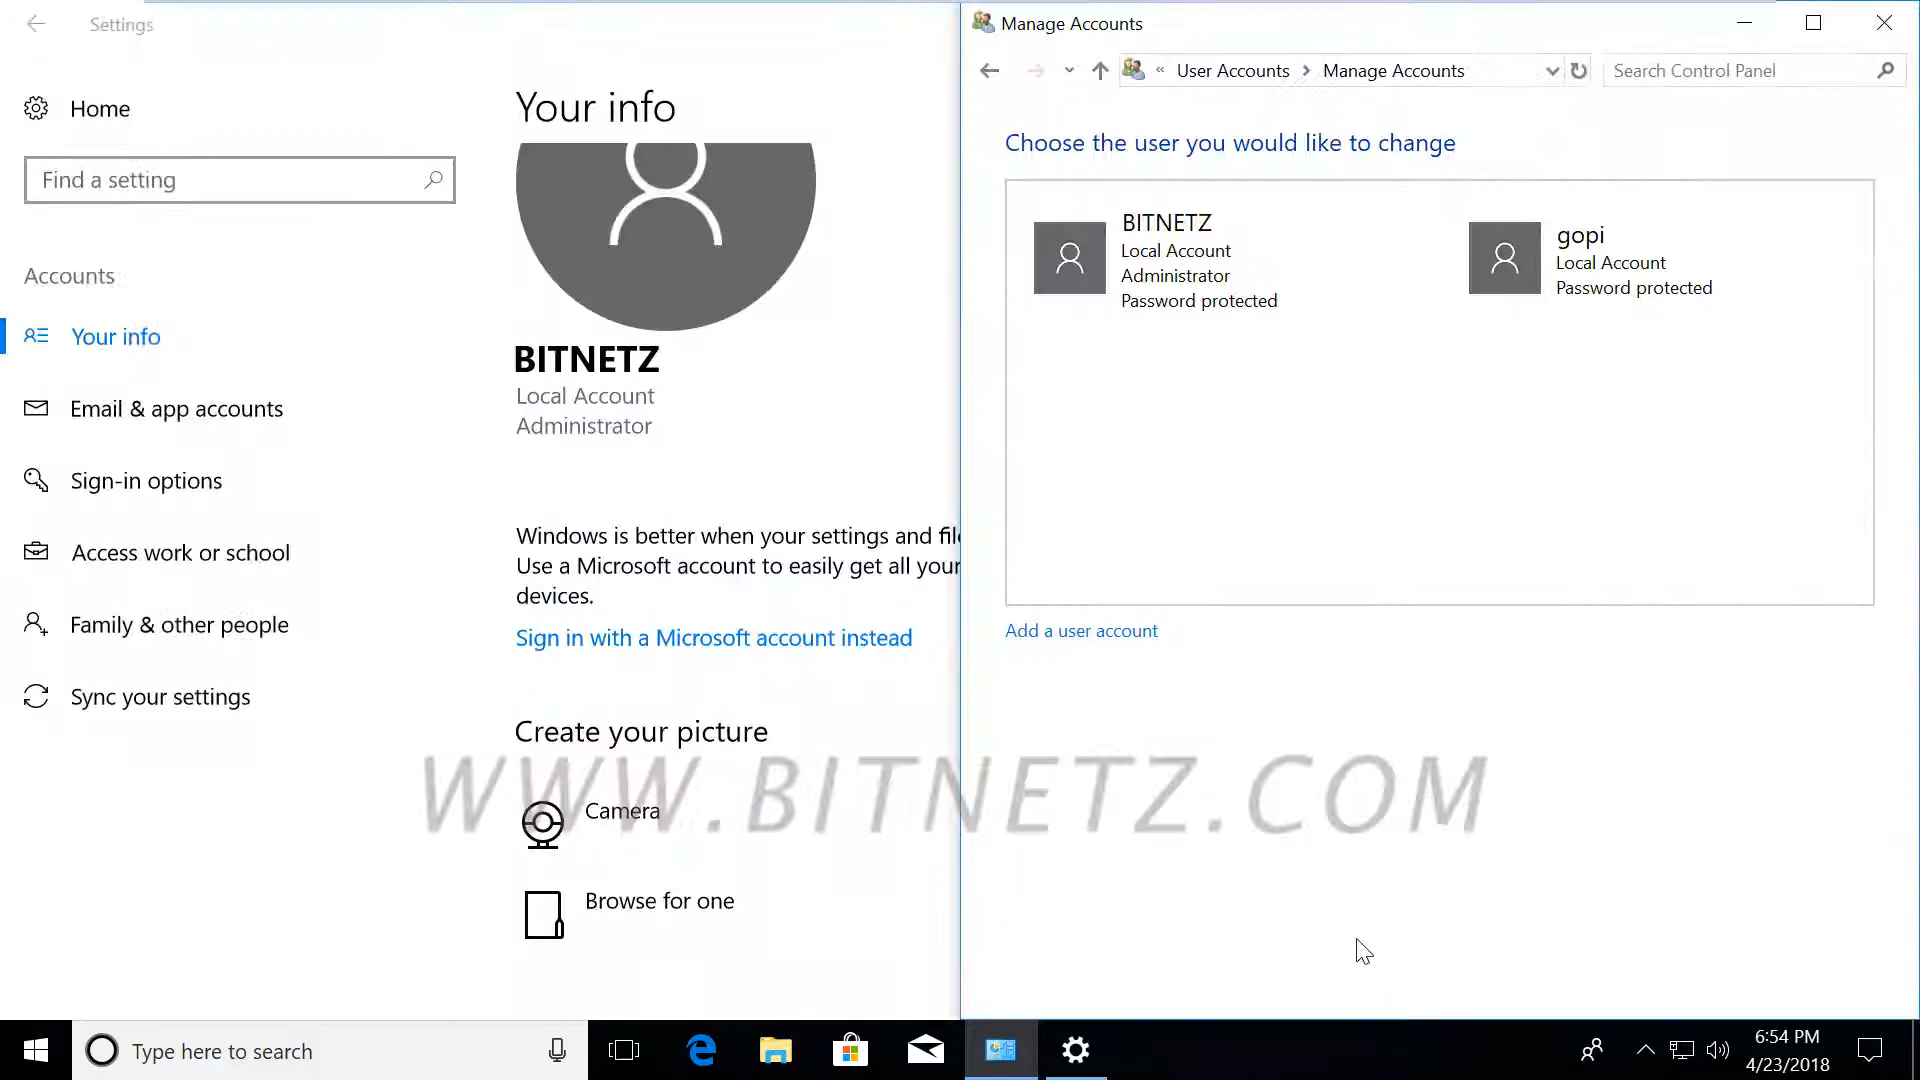 Settings
Home
Find a setting
Accounts
Your info
Email & app accounts
Sign-in options
Access work or school
Family & other people
Sync your settings
Your info
BITNETZ
Local Account
Administrator
Windows is better when your settings and file
Use a Microsoft account to easily get all your
devices.
Sign in with a Microsoft account instead
Create your picture
Camera
Browse for one
Manage Accounts
« User Accounts > Manage Accounts
Search Control Panel
Choose the user you would like to change
BITNETZ
Local Account
Administrator
Password protected
gopi
Local Account
Password protected
Add a user account
WWW.BITNETZ.COM
Type here to search
6:54 PM
4/23/2018